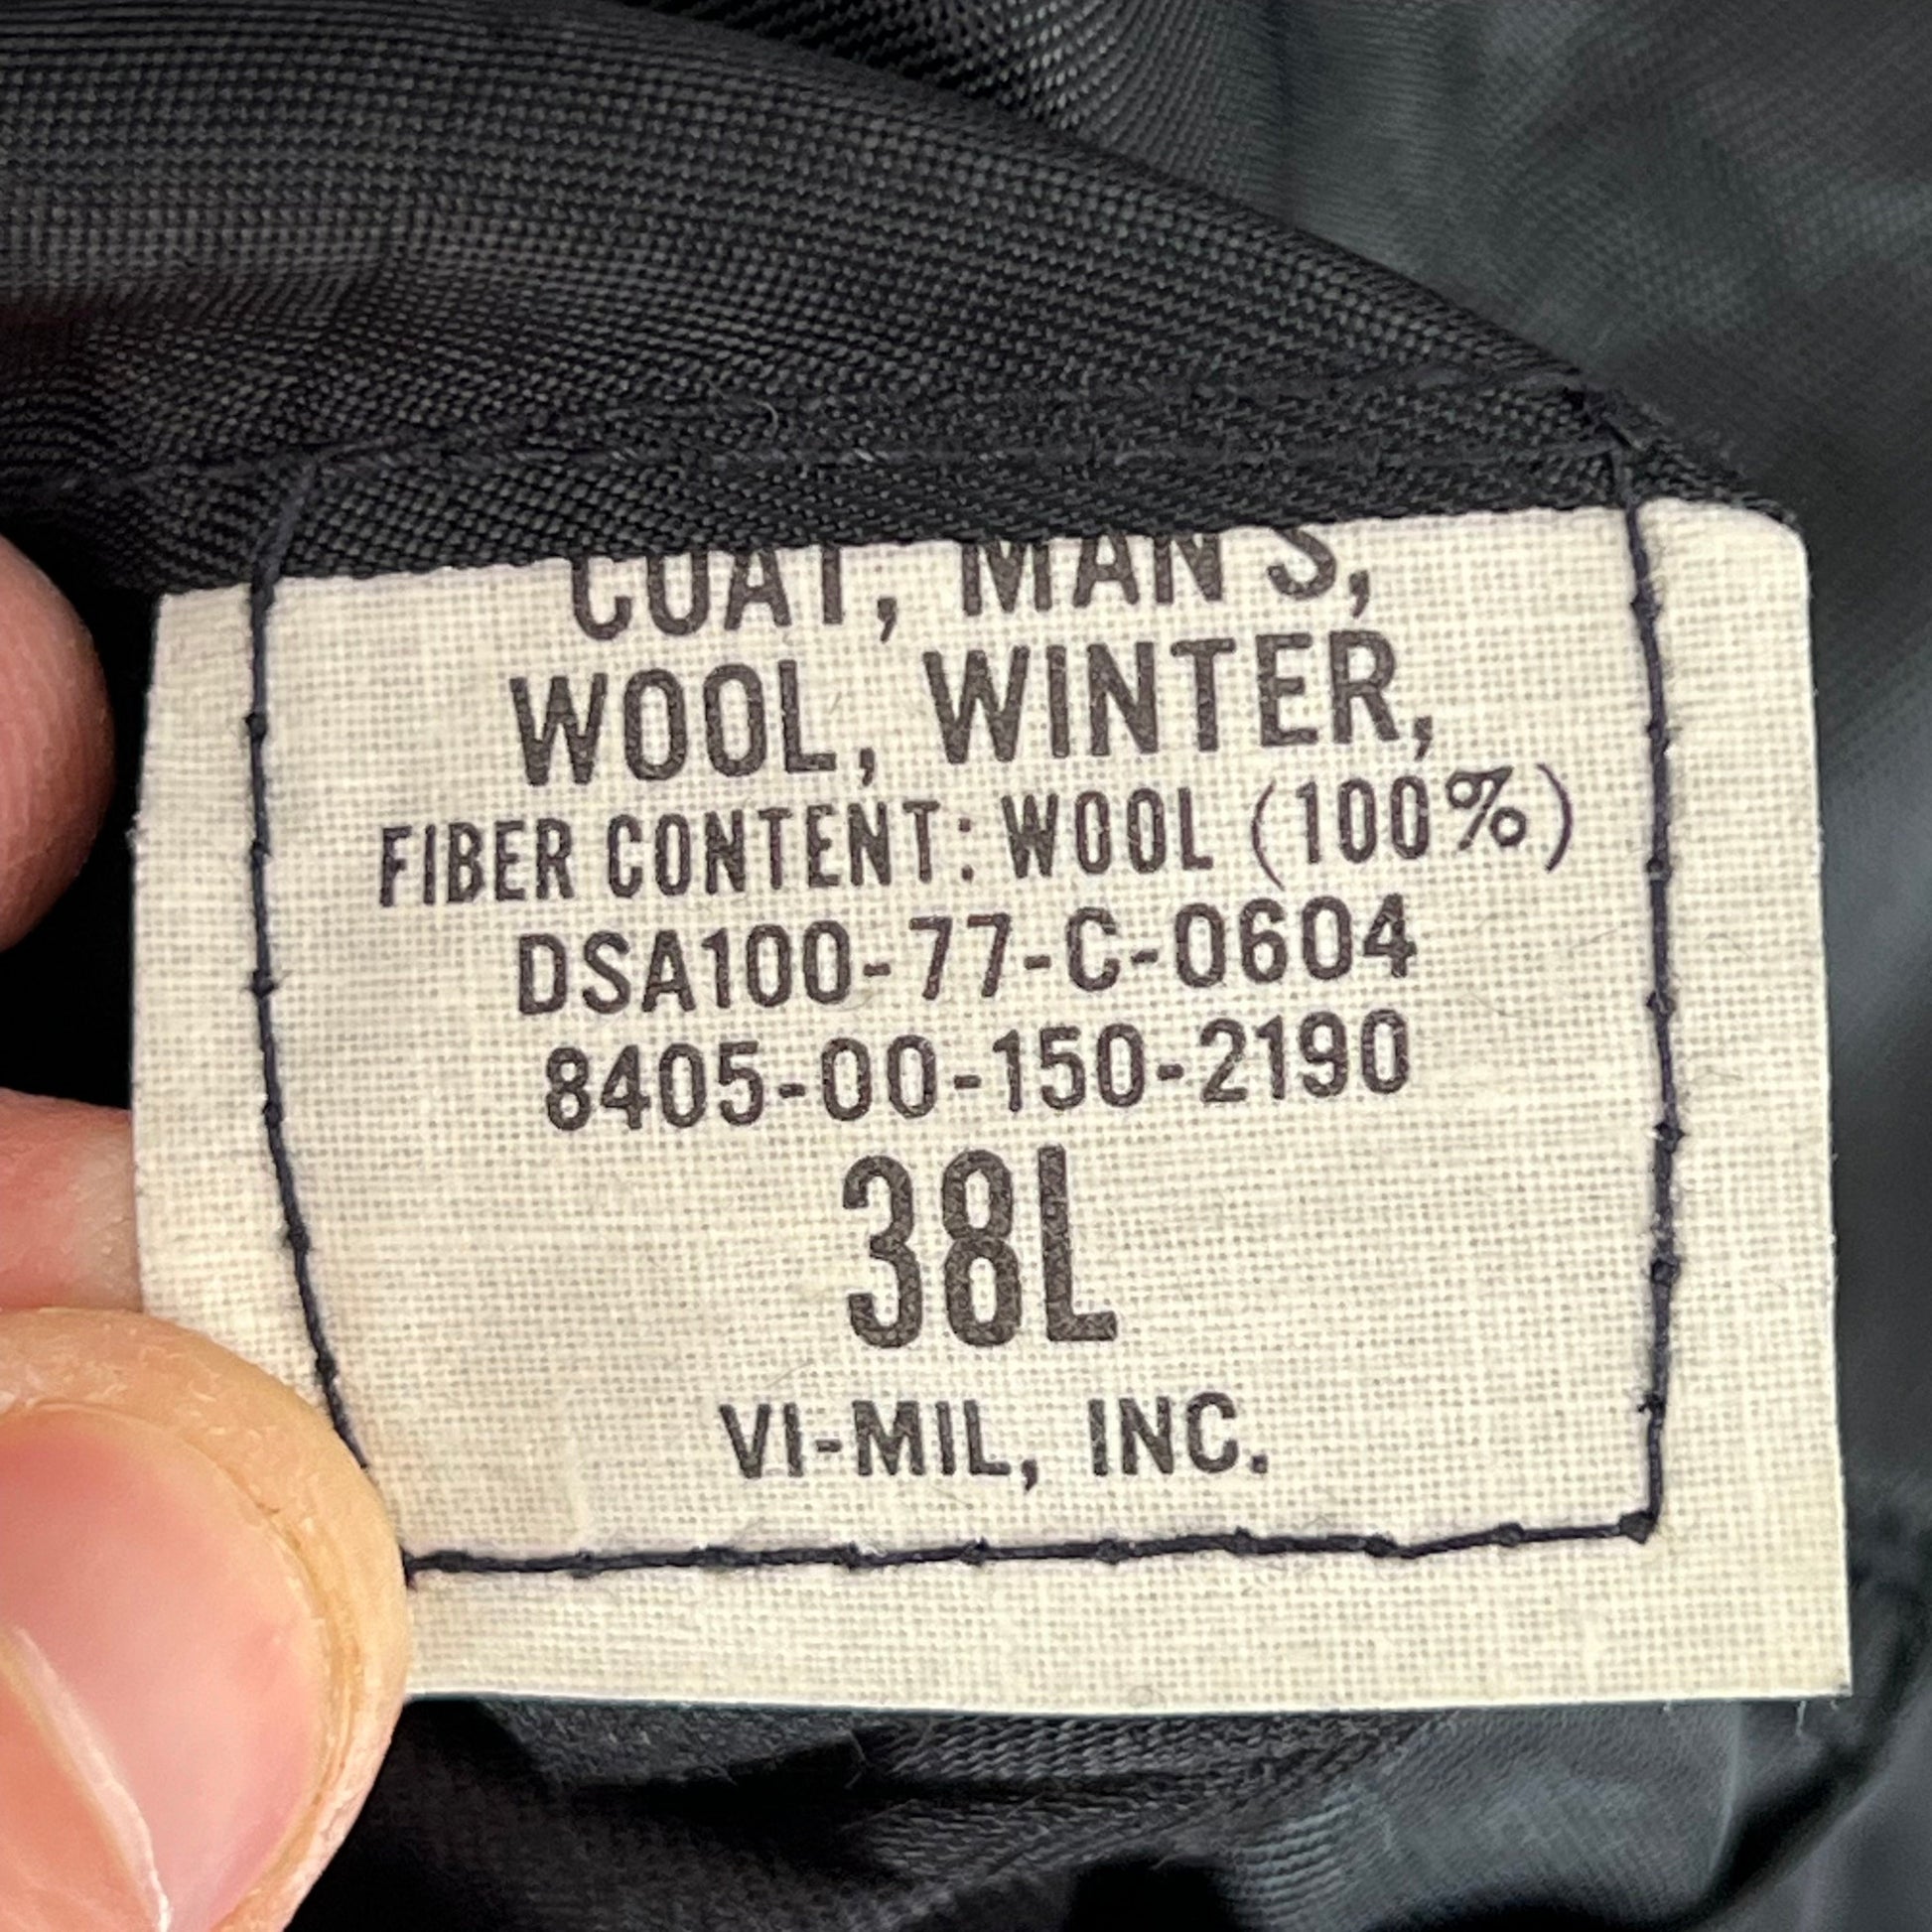 COAT, MAN'S,
WOOL, WINTER,
FIBER CONTENT: WOOL (100%)
DSA100-77-C-0604
8405-00-150-2190
38L
VI-MIL, INC.